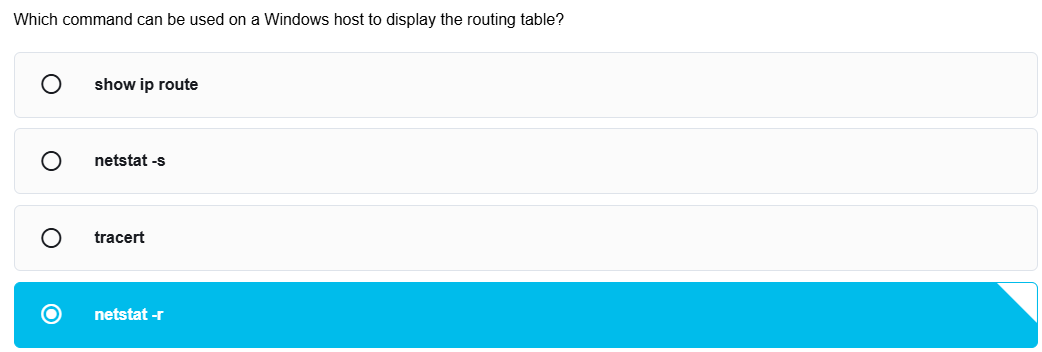 Which command can be used on a Windows host to display the routing table?
show ip route
netstat -s
tracert
netstat -r